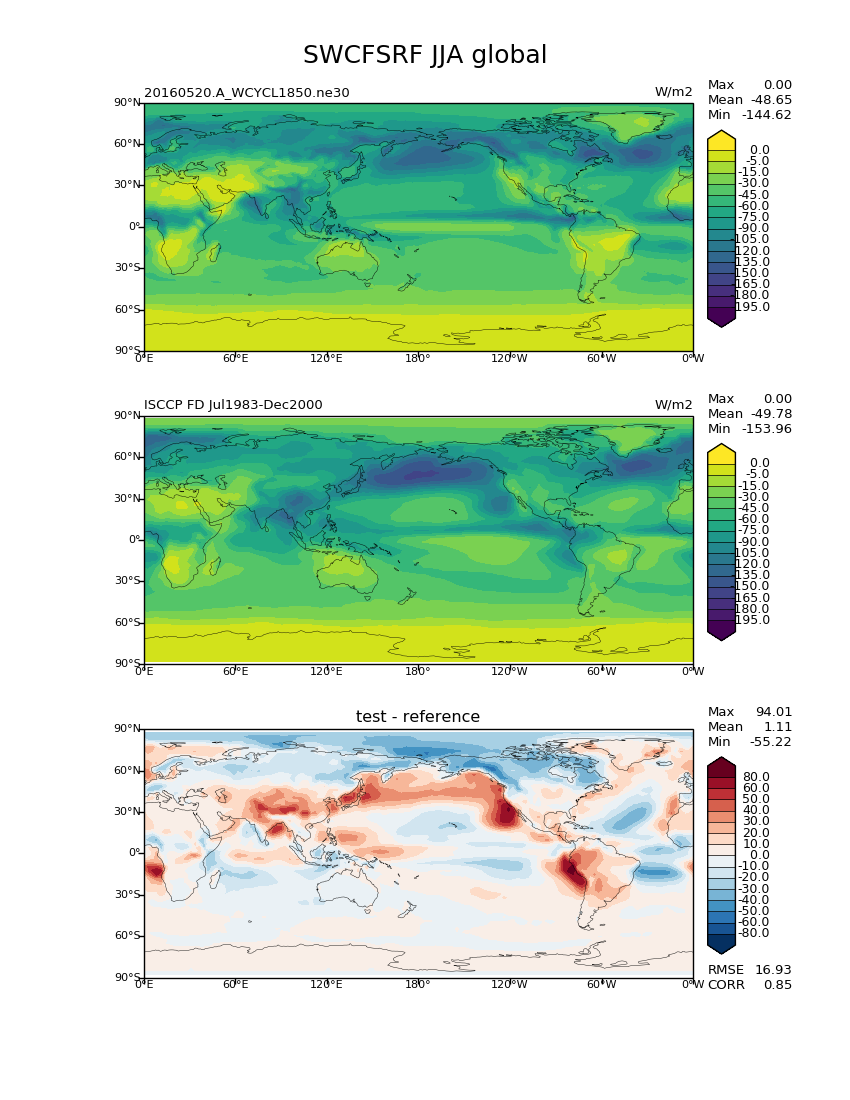 SWCFSRF JJA global
20160520.A_WCYCL1850.ne30 W/m2
Max 0.00
Mean -48.65
Min -144.62
90°N
60°N
30°N
0°
30°S
60°S
90°S
0°E 60°E 120°E 180° 120°W 60°W 0°W
0.0
-5.0
-15.0
-30.0
-45.0
-60.0
-75.0
-90.0
-105.0
-120.0
-135.0
-150.0
-165.0
-180.0
-195.0
ISCCP FD Jul1983-Dec2000 W/m2
Max 0.00
Mean -49.78
Min -153.96
90°N
60°N
30°N
0°
30°S
60°S
90°S
0°E 60°E 120°E 180° 120°W 60°W 0°W
0.0
-5.0
-15.0
-30.0
-45.0
-60.0
-75.0
-90.0
-105.0
-120.0
-135.0
-150.0
-165.0
-180.0
-195.0
test - reference
Max 94.01
Mean 1.11
Min -55.22
90°N
60°N
30°N
0°
30°S
60°S
90°S
0°E 60°E 120°E 180° 120°W 60°W 0°W
80.0
60.0
50.0
40.0
30.0
20.0
10.0
0.0
-10.0
-20.0
-30.0
-40.0
-50.0
-60.0
-80.0
RMSE 16.93
CORR 0.85